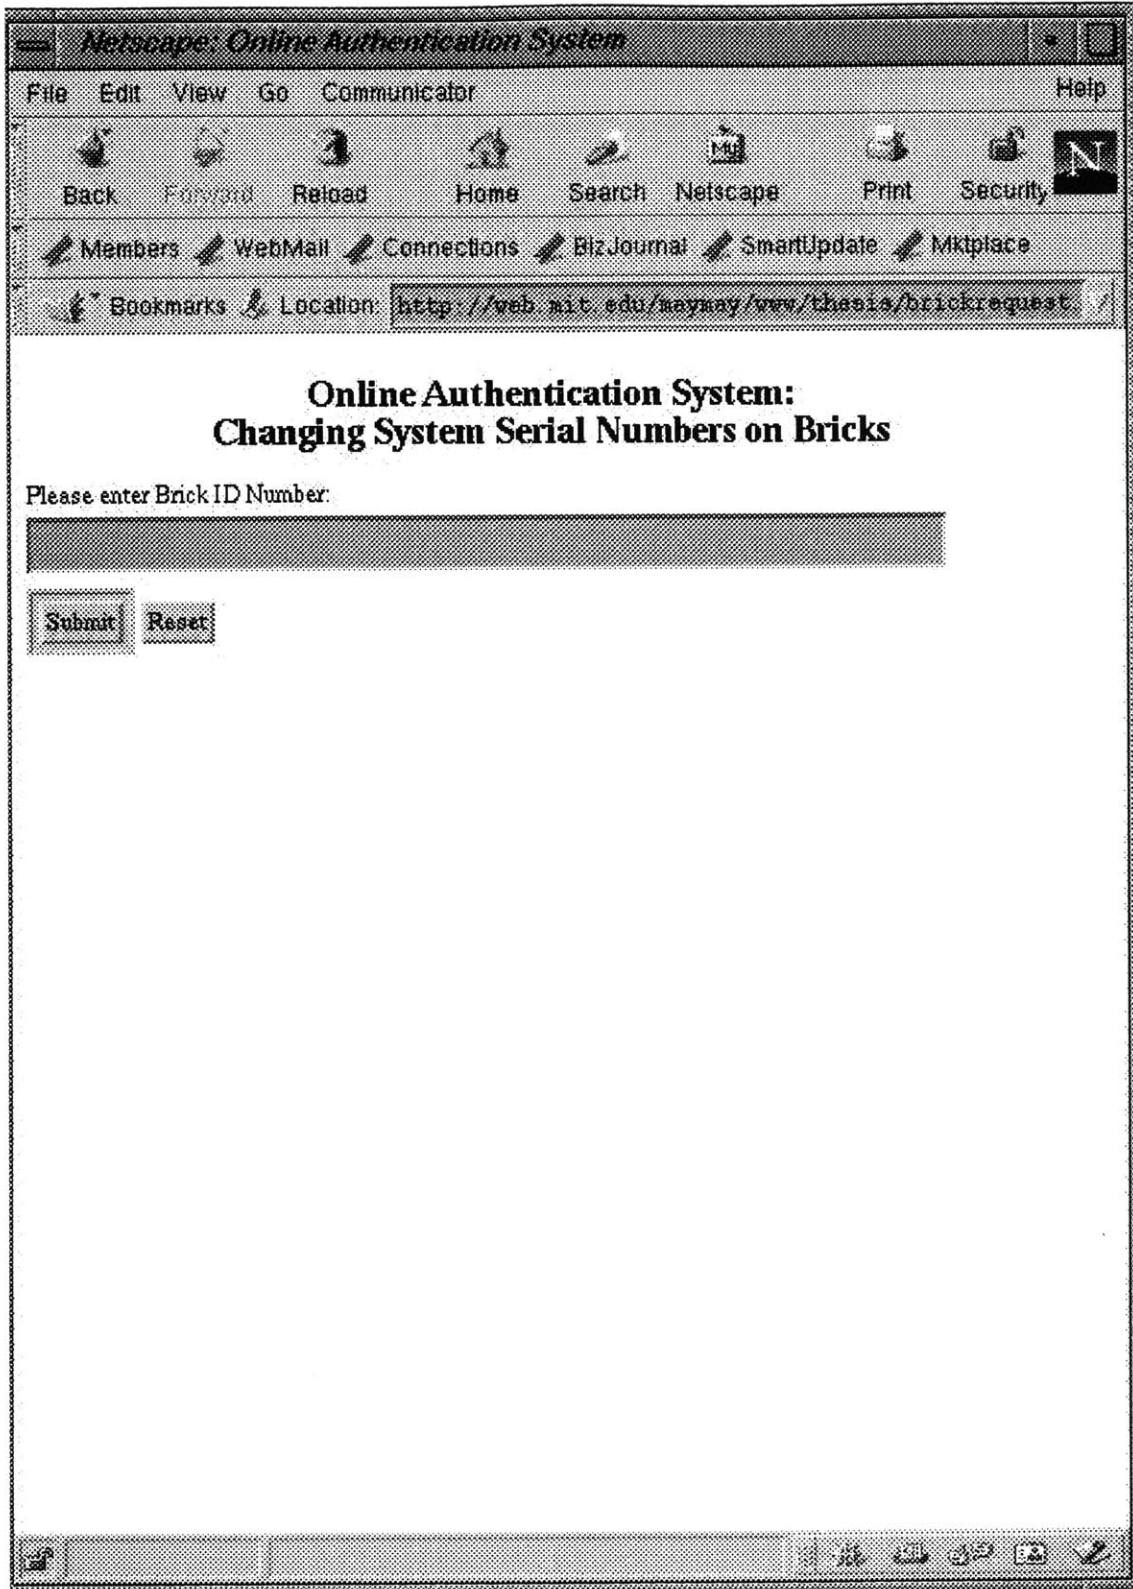 Netscape: Online Authentication System
File Edit View Go Communicator Help
Back Forward Reload Home Search Netscape Print Security
My
N
Members WebMail Connections BizJournal SmartUpdate Mktplace
Bookmarks Location: http://web.mit.edu/maymay/www/thesis/brickrequest.
Online Authentication System:
Changing System Serial Numbers on Bricks
Please enter Brick ID Number:
Submit Reset